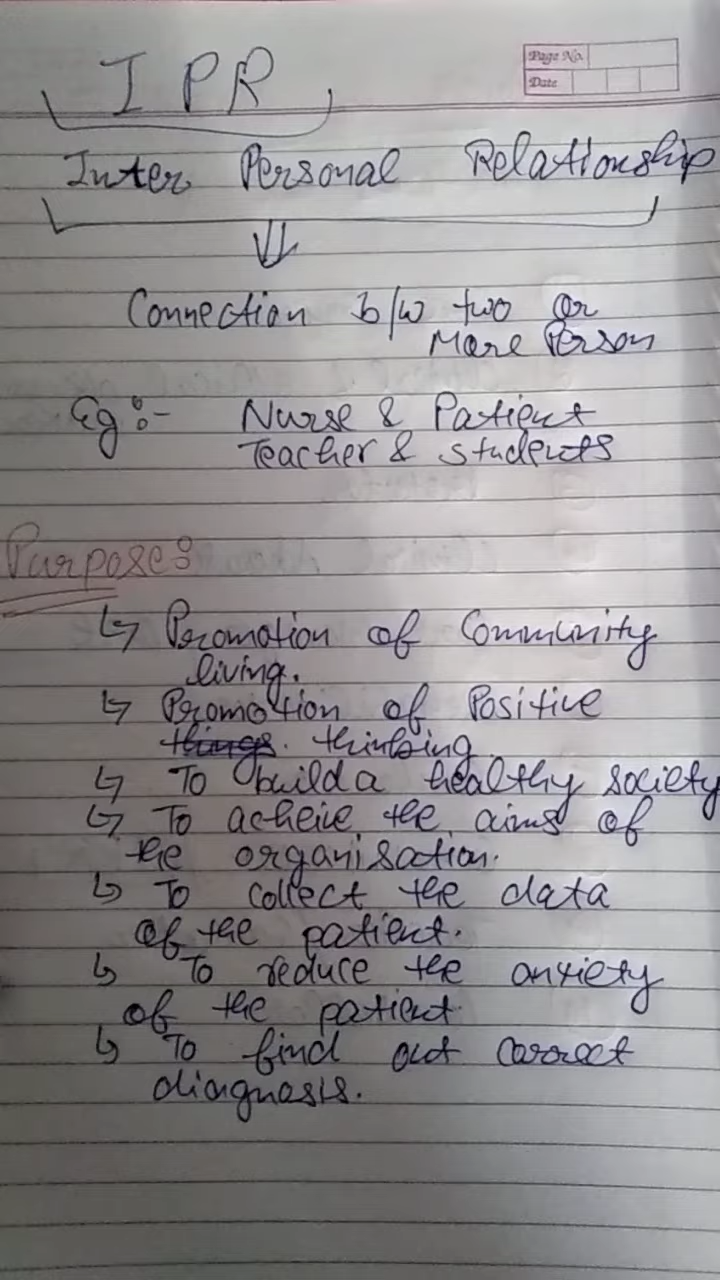 Page No.
Date
IPR
Inter Personal Relationship
Connection b/w two or
More Person
Eg:- Nurse & Patient
Teacher & students
Purpose:
↳ Promotion of Community
living.
↳ Promotion of Positive
things. thinking
↳ To build a healthy society
↳ To acheive the aims of
the organisation.
↳ To collect the data
of the patient.
↳ To reduce the anxiety
of the patient
↳ To find out correct
diagnosis.